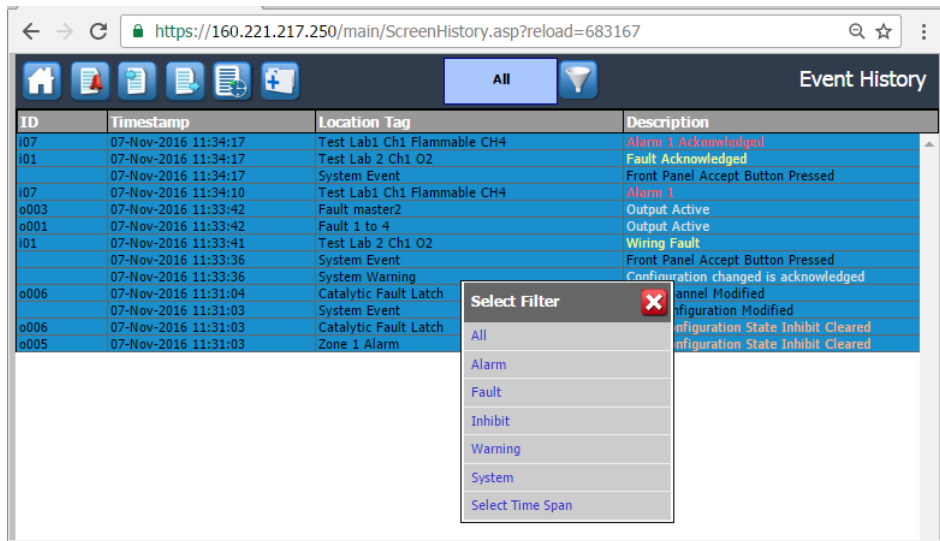 https://160.221.217.250/main/ScreenHistory.asp?reload=683167
All Event History
ID Timestamp Location Tag Description
i07 07-Nov-2016 11:34:17 Test Lab1 Ch1 Flammable CH4 Alarm 1 Acknowledged
i01 07-Nov-2016 11:34:17 Test Lab 2 Ch1 O2 Fault Acknowledged
07-Nov-2016 11:34:17 System Event Front Panel Accept Button Pressed
i07 07-Nov-2016 11:34:10 Test Lab1 Ch1 Flammable CH4 Alarm 1
o003 07-Nov-2016 11:33:42 Fault master2 Output Active
o001 07-Nov-2016 11:33:42 Fault 1 to 4 Output Active
i01 07-Nov-2016 11:33:41 Test Lab 2 Ch1 O2 Wiring Fault
07-Nov-2016 11:33:36 System Event Front Panel Accept Button Pressed
07-Nov-2016 11:33:36 System Warning Configuration changed is acknowledged
o006 07-Nov-2016 11:31:04 Catalytic Fault Latch annel Modified
07-Nov-2016 11:31:03 System Event nfiguration Modified
o006 07-Nov-2016 11:31:03 Catalytic Fault Latch onfiguration State Inhibit Cleared
o005 07-Nov-2016 11:31:03 Zone 1 Alarm onfiguration State Inhibit Cleared
Select Filter
All
Alarm
Fault
Inhibit
Warning
System
Select Time Span